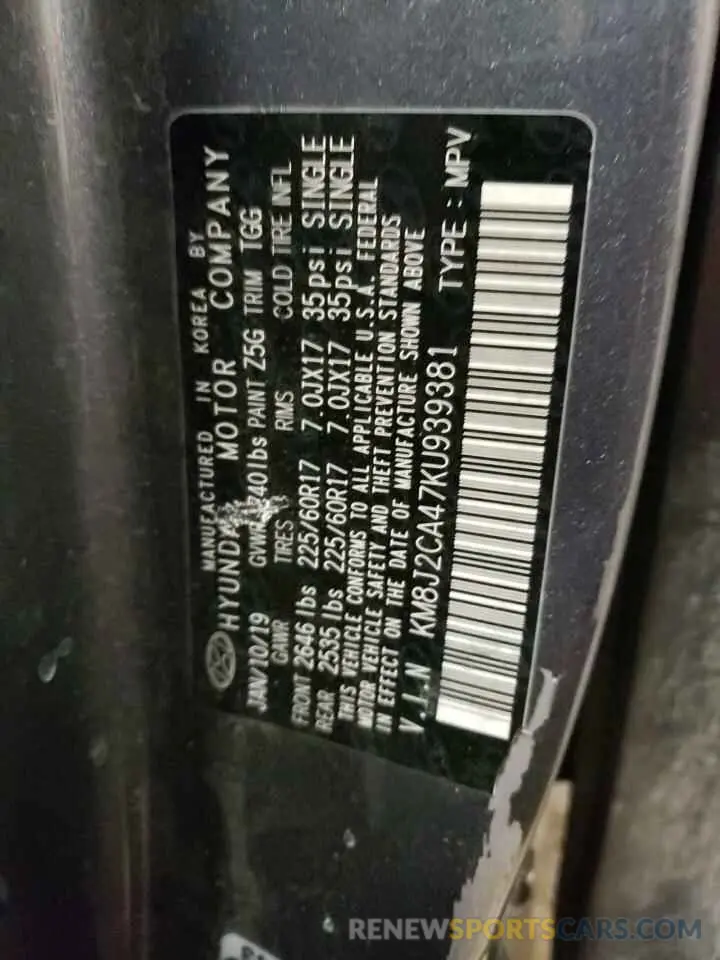 MANUFACTURED IN KOREA BY
HYUNDAI MOTOR COMPANY
JAN/10/19 GVWR 40lbs PAINT Z5G TRIM TGG
GAWR TIRES RIMS COLD TIRE INFL
FRONT 2646 lbs 225/60R17 7.0JX17 35psi SINGLE
REAR 2535 lbs 225/60R17 7.0JX17 35psi SINGLE
THIS VEHICLE CONFORMS TO ALL APPLICABLE U.S.A. FEDERAL
MOTOR VEHICLE SAFETY AND THEFT PREVENTION STANDARDS
IN EFFECT ON THE DATE OF MANUFACTURE SHOWN ABOVE
V.I.N KM8J2CA47KU939381 TYPE : MPV
RENEWSPORTSCARS.COM